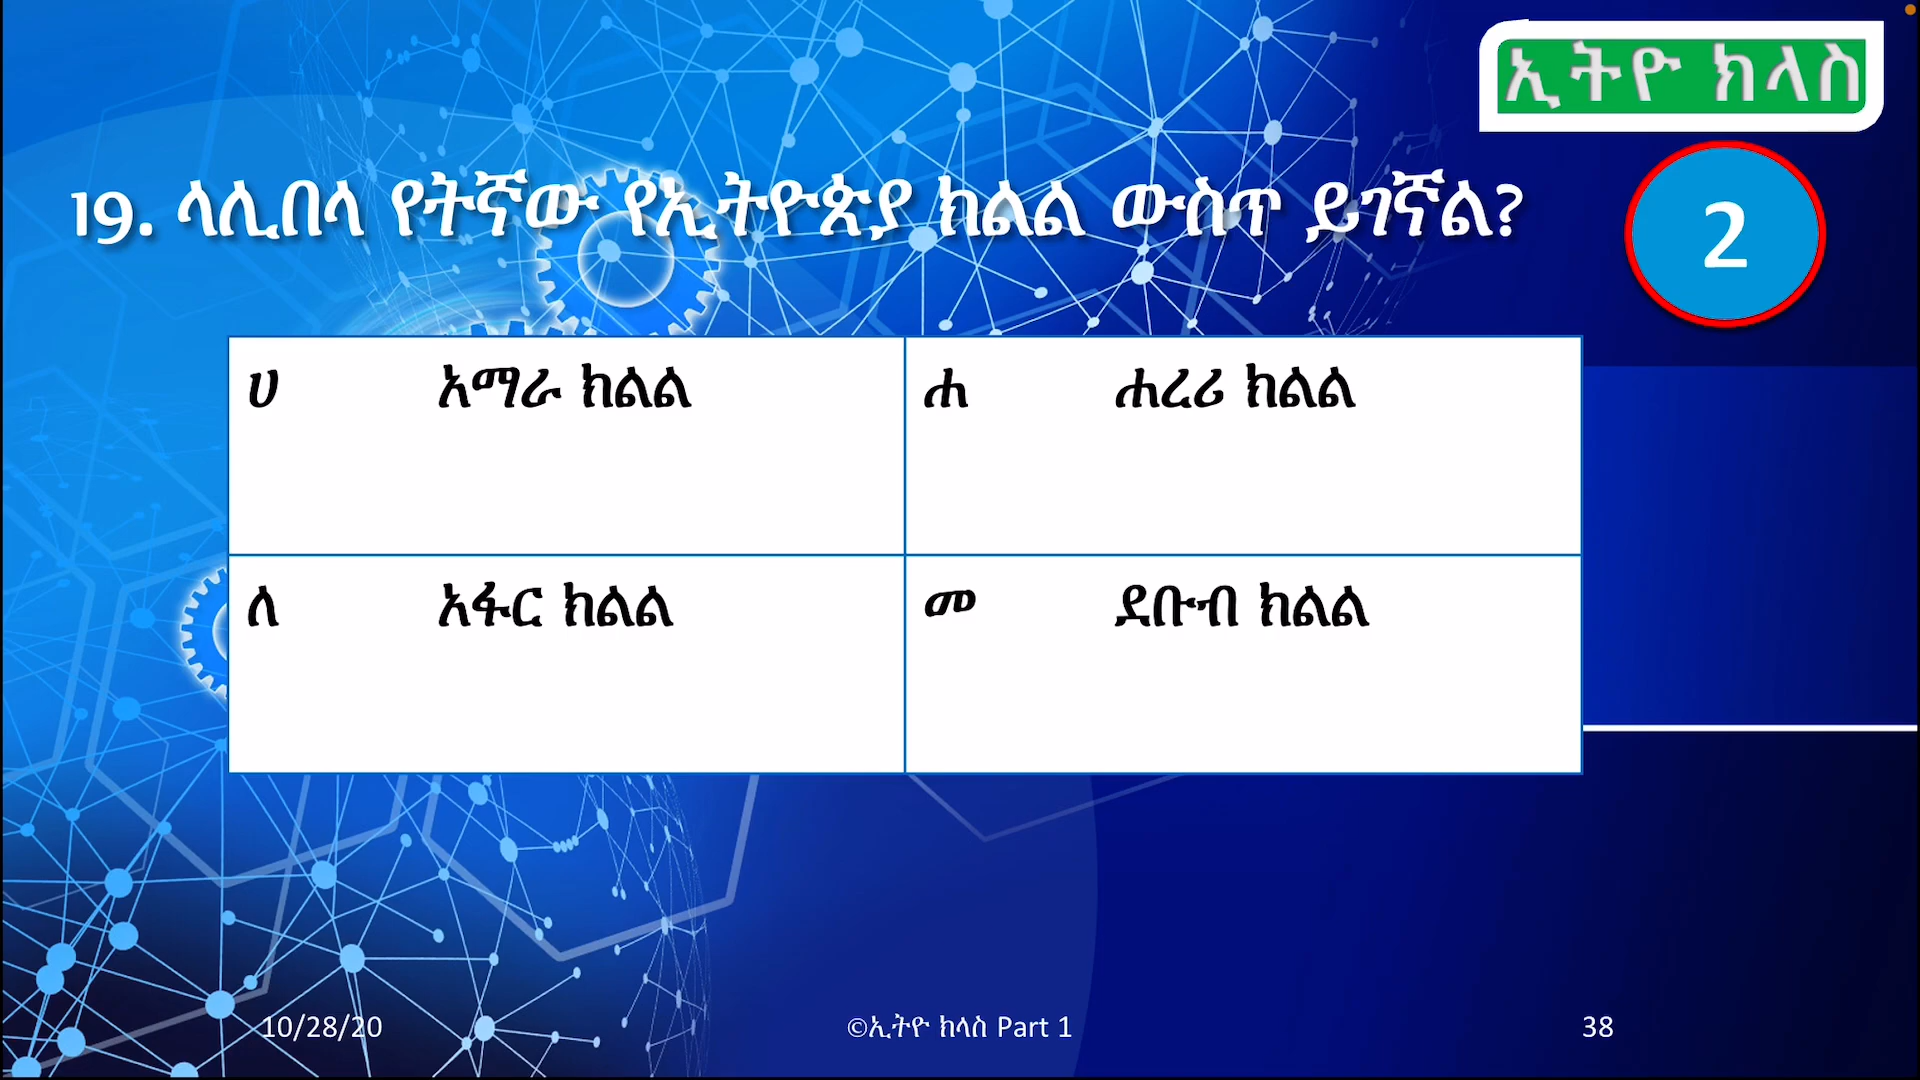 ኢትዮ ክላስ
19. ላሊበላ የትኛው የኢትዮጵያ ክልል ውስጥ ይገኛል?
2
ሀ አማራ ክልል
ሐ ሐረሪ ክልል
ለ አፋር ክልል
መ ደቡብ ክልል
10/28/20
©ኢትዮ ክላስ Part 1
38